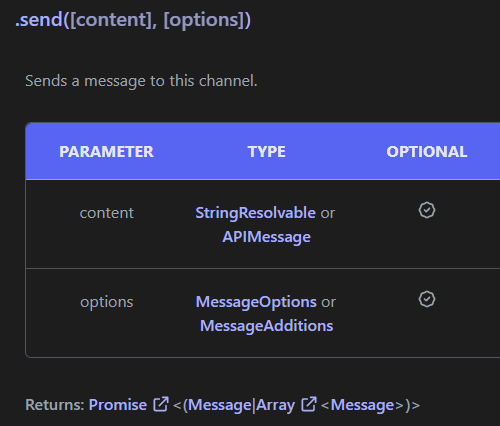 .send([content], [options])
Sends a message to this channel.
PARAMETER TYPE OPTIONAL
content StringResolvable or
APIMessage
options MessageOptions or
MessageAdditions
Returns: Promise <(Message|Array <Message>)>